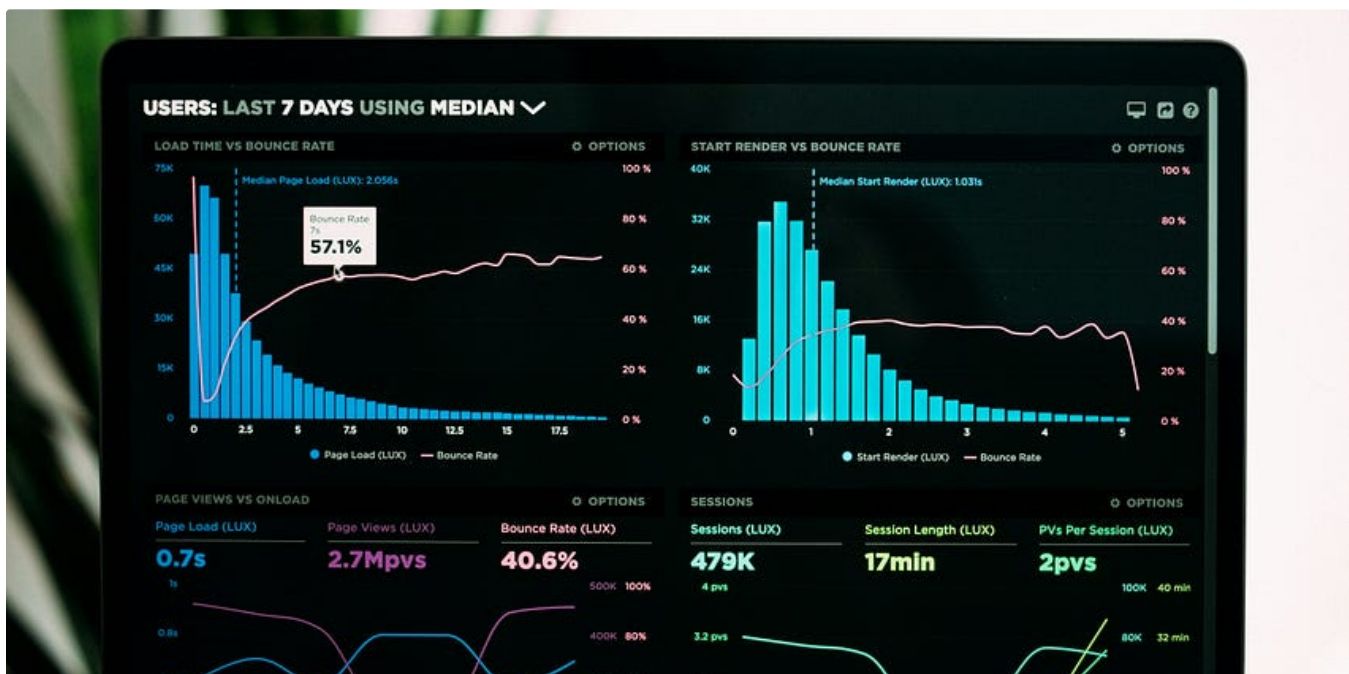 USERS: LAST 7 DAYS USING MEDIAN
LOAD TIME VS BOUNCE RATE
OPTIONS
75K
60K
45K
30K
15K
0
Median Page Load (LUX): 2.056s
Bounce Rate
7s
57.1%
100 %
80 %
60 %
40 %
20 %
0 %
0 2.5 5 7.5 10 12.5 15 17.5
Page Load (LUX) Bounce Rate
START RENDER VS BOUNCE RATE
OPTIONS
40K
32K
24K
16K
8K
0
Median Start Render (LUX): 1.031s
100 %
80 %
60 %
40 %
20 %
0 %
0 1 2 3 4 5
Start Render (LUX) Bounce Rate
PAGE VIEWS VS ONLOAD
OPTIONS
Page Load (LUX) Page Views (LUX) Bounce Rate (LUX)
0.7s 2.7Mpvs 40.6%
1s 500K 100%
0.8s 400K 80%
SESSIONS
OPTIONS
Sessions (LUX) Session Length (LUX) PVs Per Session (LUX)
479K 17min 2pvs
4 pvs 100K 40 min
3.2 pvs 80K 32 min